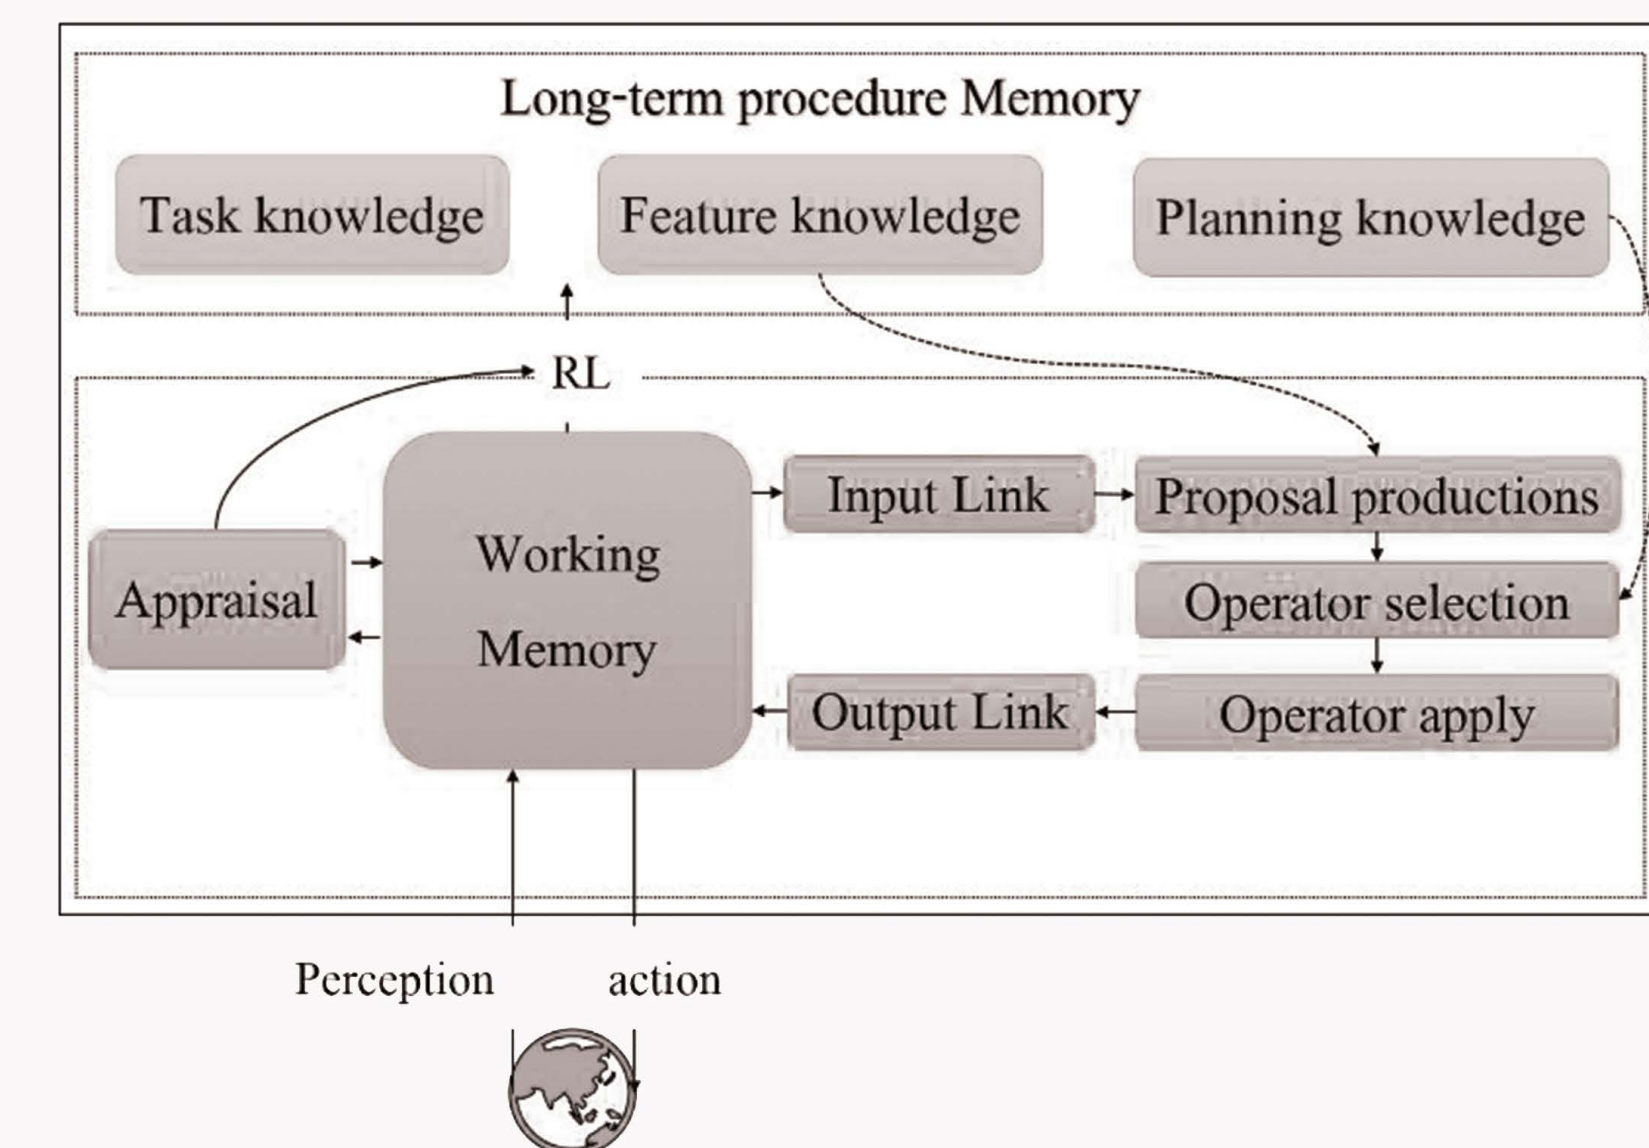 Long-term procedure Memory
Task knowledge
Feature knowledge
Planning knowledge
RL
Appraisal
Working
Memory
Input Link
Proposal productions
Operator selection
Output Link
Operator apply
Perception
action